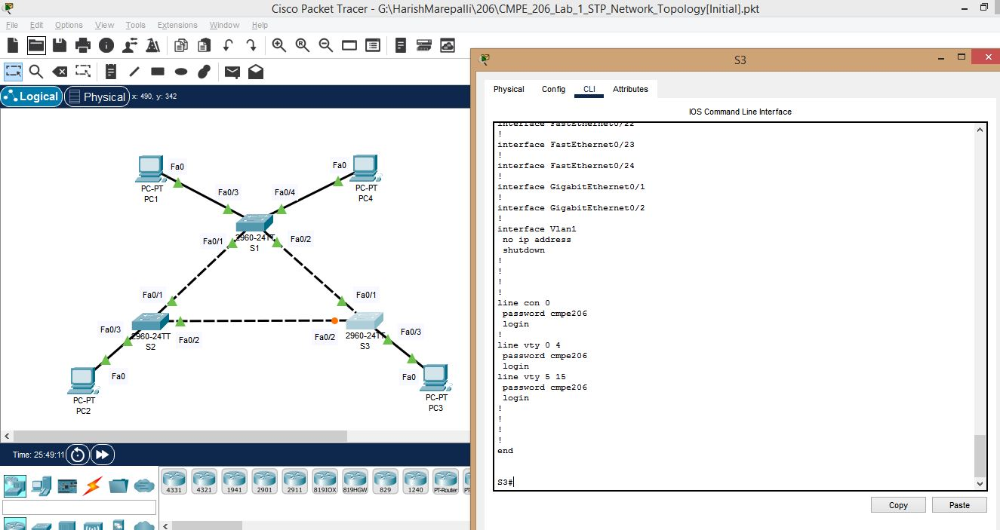 Cisco Packet Tracer - G:\HarishMarepalli\206\CMPE_206_Lab_1_STP_Network_Topology[Initial].pkt
File Edit Options View Tools Extensions Window Help
Logical Physical x: 490, y: 342
Fa0
PC-PT
PC1
Fa0/3
Fa0/4
Fa0
PC-PT
PC4
Fa0/1
2960-24TT
S1
Fa0/2
Fa0/1
Fa0/1
Fa0/3
2960-24TT
S2
Fa0/2
Fa0/2
2960-24TT
S3
Fa0/3
Fa0
PC-PT
PC2
Fa0
PC-PT
PC3
Time: 25:49:11
4331 4321 1941 2901 2911 819IOX 819HGW 829 1240 PT-Router
S3
Physical Config CLI Attributes
IOS Command Line Interface
interface FastEthernet0/22
!
interface FastEthernet0/23
!
interface FastEthernet0/24
!
interface GigabitEthernet0/1
!
interface GigabitEthernet0/2
!
interface Vlan1
no ip address
shutdown
!
!
!
!
line con 0
password cmpe206
login
!
line vty 0 4
password cmpe206
login
line vty 5 15
password cmpe206
login
!
!
!
!
end
S3#
Copy Paste